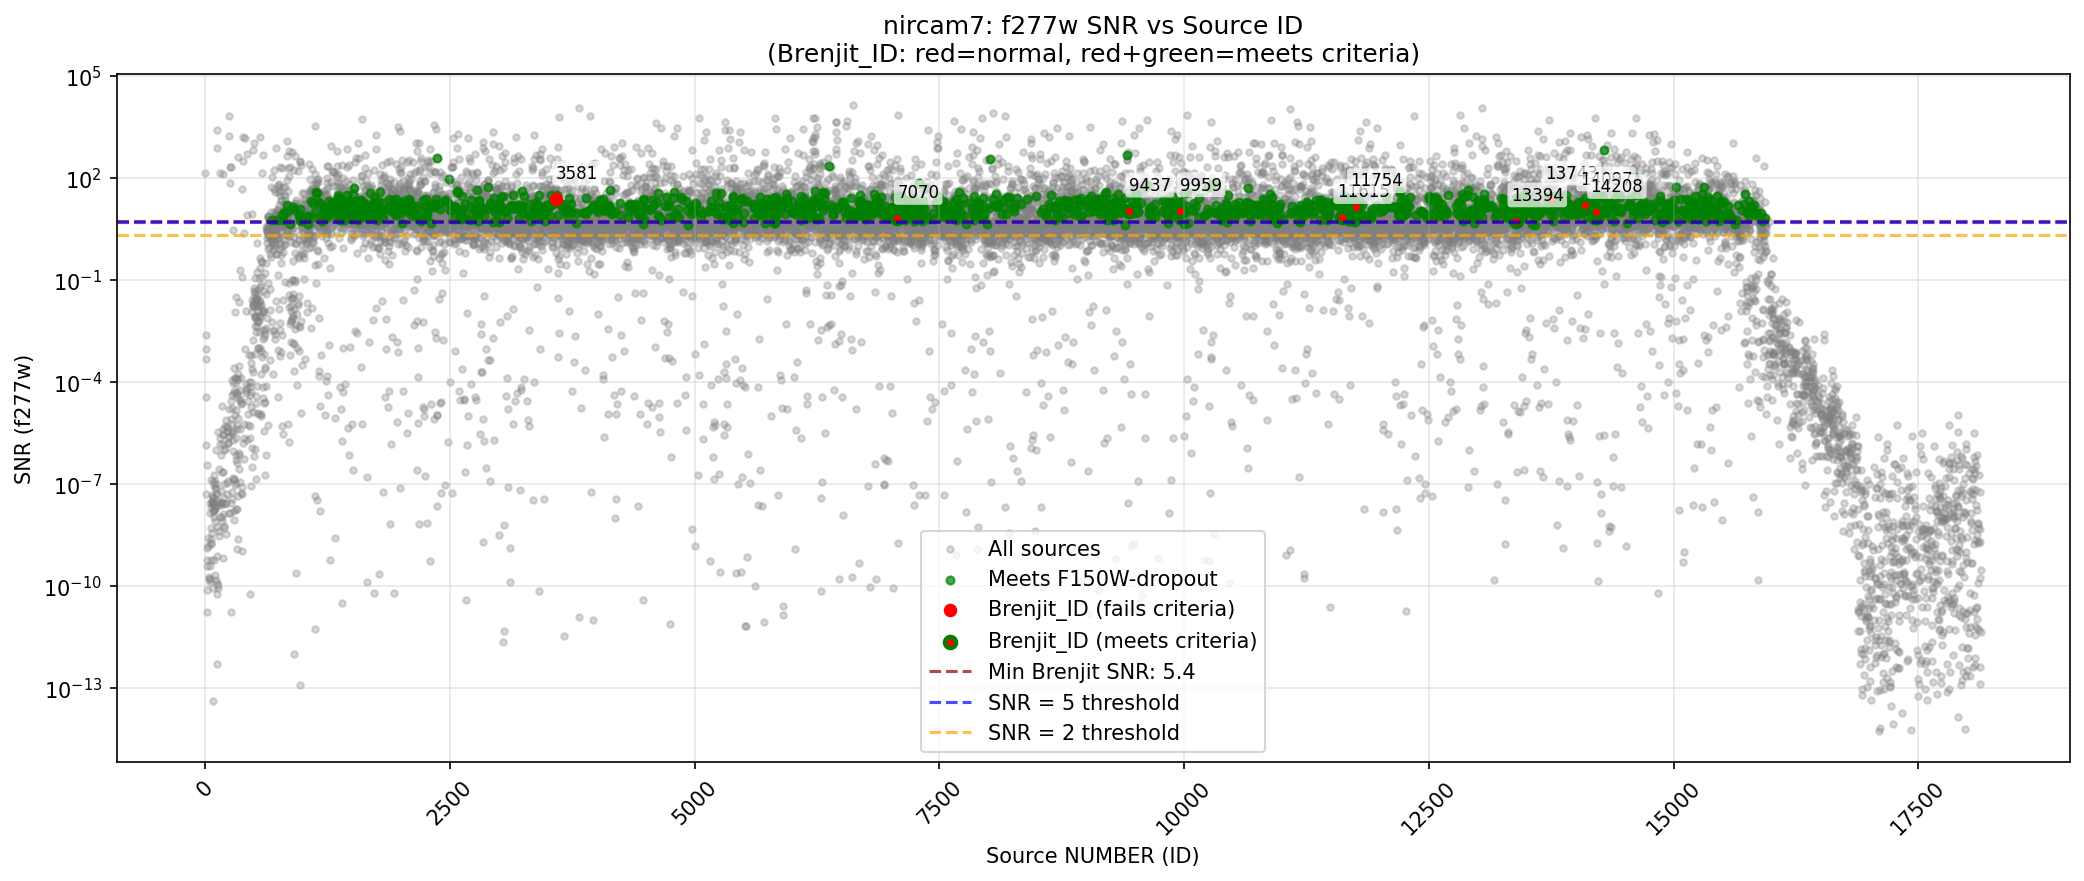 nircam7: f277w SNR vs Source ID
(Brenjit_ID: red=normal, red+green=meets criteria)
SNR (f277w)
10^5
10^2
10^-1
10^-4
10^-7
10^-10
10^-13
3581
7070
9437
9959
11754
11615
13394
14208
All sources
Meets F150W-dropout
Brenjit_ID (fails criteria)
Brenjit_ID (meets criteria)
Min Brenjit SNR: 5.4
SNR = 5 threshold
SNR = 2 threshold
0
2500
5000
7500
10000
12500
15000
17500
Source NUMBER (ID)